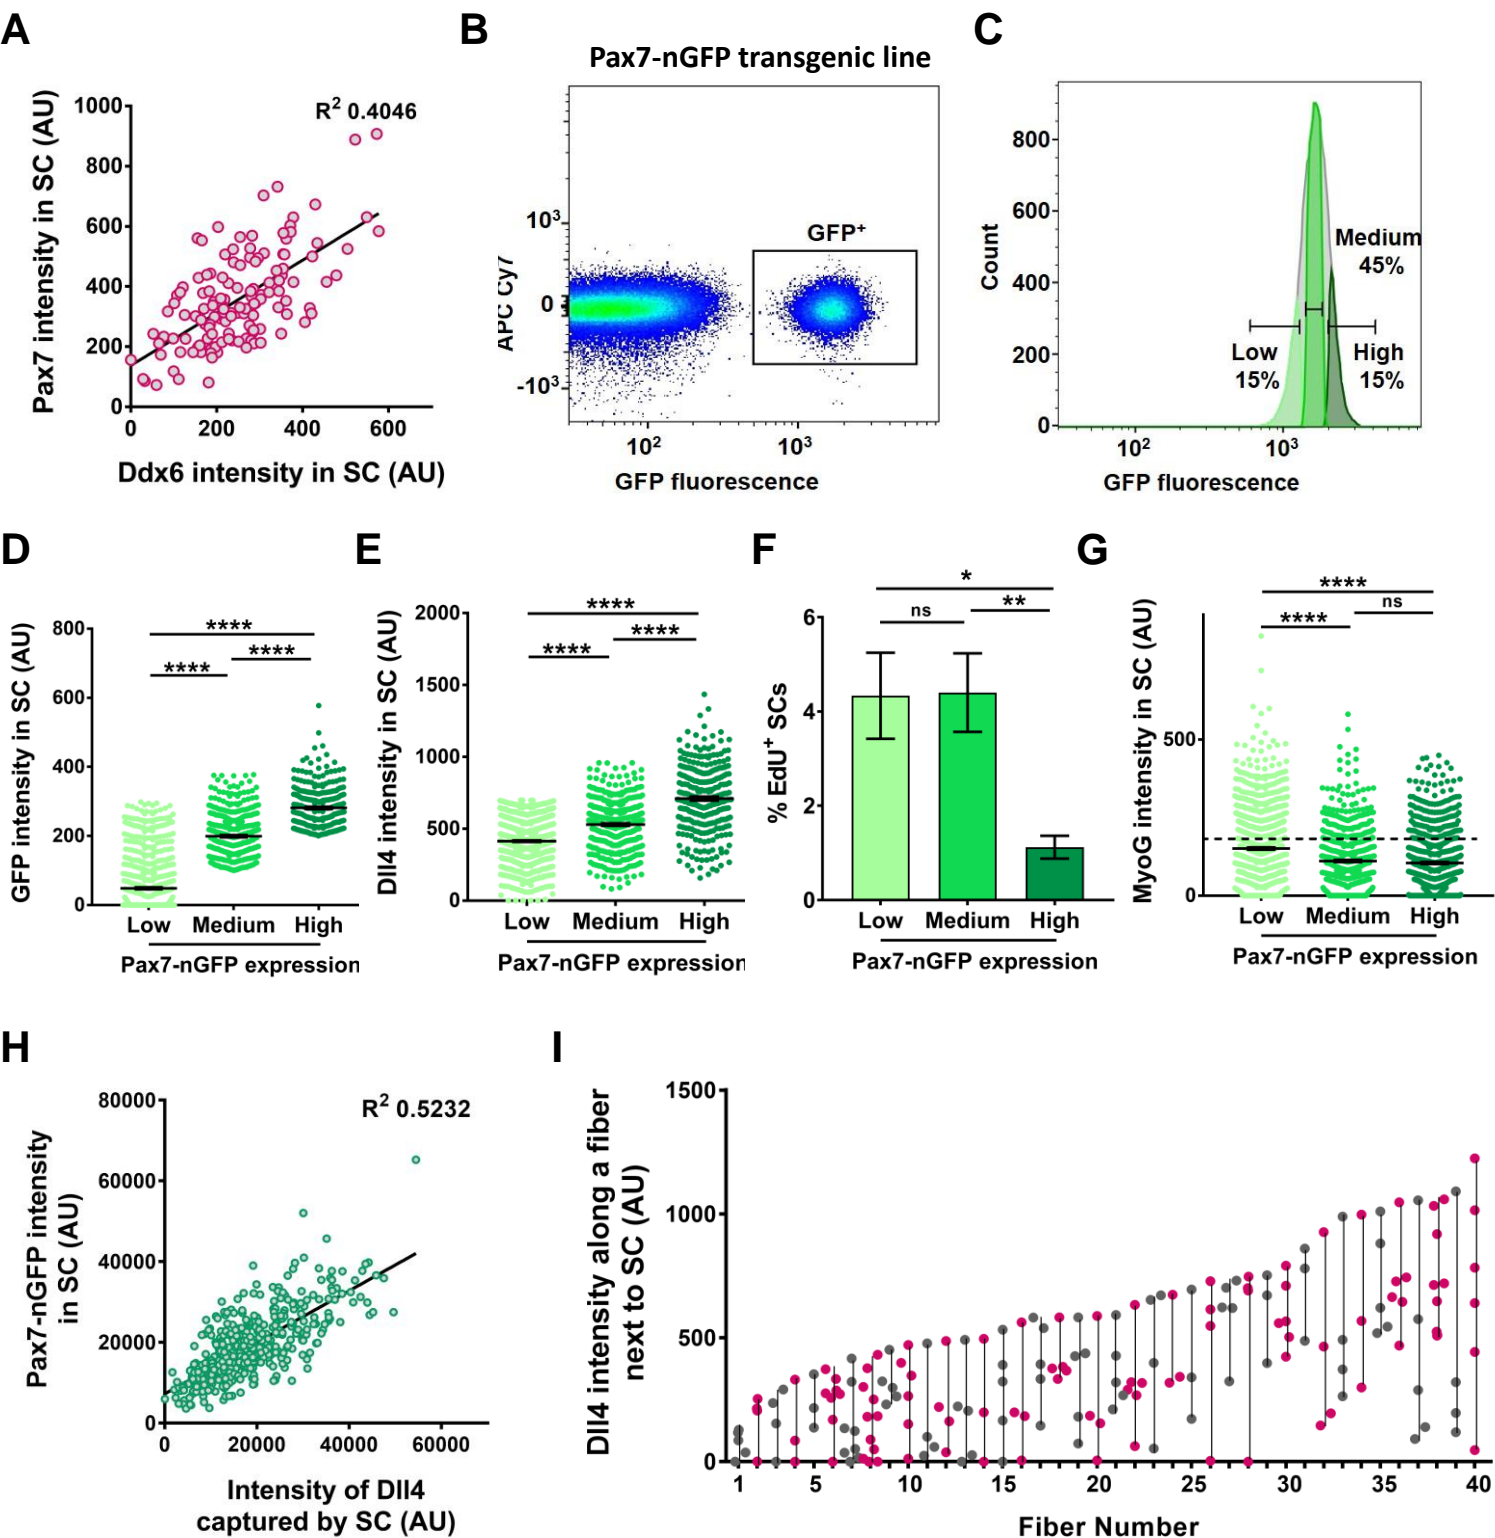 A
B
C
Pax7-nGFP transgenic line
R² 0.4046
Pax7 intensity in SC (AU)
1000
800
600
400
200
0
0 200 400 600
Ddx6 intensity in SC (AU)
APC Cy7
10³
0
-10³
GFP⁺
0 10² 10³
GFP fluorescence
Count
800
600
400
200
0
Medium
45%
Low
15%
High
15%
0 10² 10³
GFP fluorescence
D
E
F
G
GFP intensity in SC (AU)
800
600
400
200
0
****
****
****
Low Medium High
Pax7-nGFP expression
Dll4 intensity in SC (AU)
2000
1500
1000
500
0
****
****
****
Low Medium High
Pax7-nGFP expression
% EdU⁺ SCs
6
4
2
0
*
ns
**
Low Medium High
Pax7-nGFP expression
MyoG intensity in SC (AU)
500
0
****
ns
****
Low Medium High
Pax7-nGFP expression
H
I
Pax7-nGFP intensity
in SC (AU)
80000
60000
40000
20000
0
R² 0.5232
0 20000 40000 60000
Intensity of Dll4
captured by SC (AU)
Dll4 intensity along a fiber
next to SC (AU)
1500
1000
500
0
1 5 10 15 20 25 30 35 40
Fiber Number